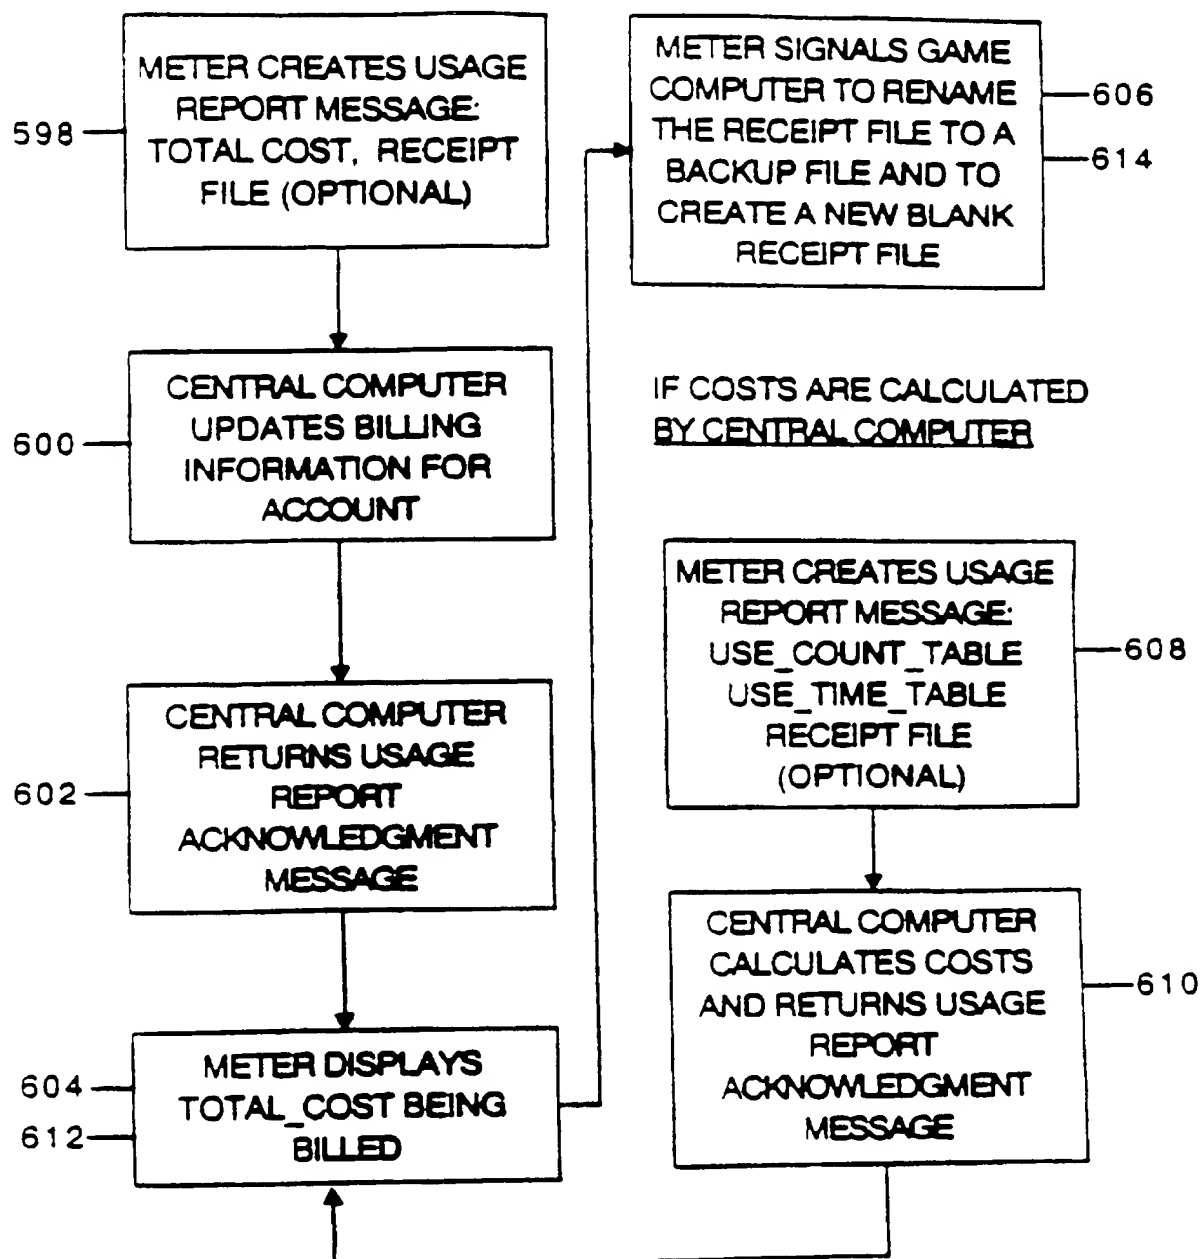 METER CREATES USAGE
REPORT MESSAGE:
TOTAL COST, RECEIPT
FILE (OPTIONAL)
598
CENTRAL COMPUTER
UPDATES BILLING
INFORMATION FOR
ACCOUNT
600
CENTRAL COMPUTER
RETURNS USAGE
REPORT
ACKNOWLEDGMENT
MESSAGE
602
METER DISPLAYS
TOTAL_COST BEING
BILLED
604
612
METER SIGNALS GAME
COMPUTER TO RENAME
THE RECEIPT FILE TO A
BACKUP FILE AND TO
CREATE A NEW BLANK
RECEIPT FILE
606
614
IF COSTS ARE CALCULATED
BY CENTRAL COMPUTER
METER CREATES USAGE
REPORT MESSAGE:
USE_COUNT_TABLE
USE_TIME_TABLE
RECEIPT FILE
(OPTIONAL)
608
CENTRAL COMPUTER
CALCULATES COSTS
AND RETURNS USAGE
REPORT
ACKNOWLEDGMENT
MESSAGE
610